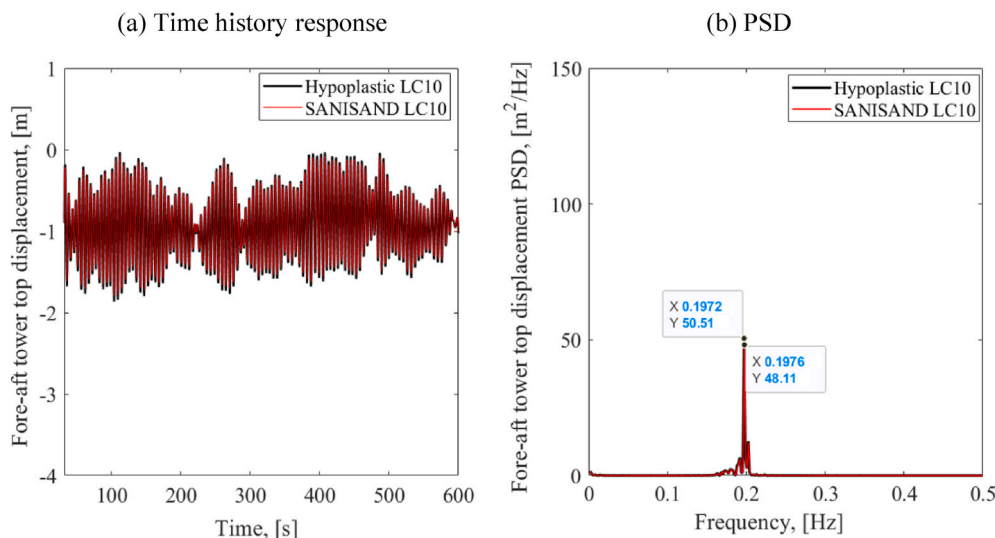 (a) Time history response
Fore-aft tower top displacement, [m]
1
0
-1
-2
-3
-4
Hypoplastic LC10
SANISAND LC10
100
200
300
400
500
600
Time, [s]
(b) PSD
Fore-aft tower top displacement PSD, [m²/Hz]
150
100
50
0
Hypoplastic LC10
SANISAND LC10
X 0.1972
Y 50.51
X 0.1976
Y 48.11
0
0.1
0.2
0.3
0.4
0.5
Frequency, [Hz]